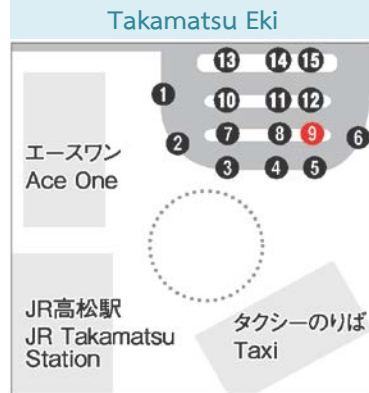 Takamatsu Eki
13 14 15
1 10 11 12
2 7 8 9 6
3 4 5
エースワン
Ace One
JR高松駅
JR Takamatsu
Station
タクシーのりば
Taxi